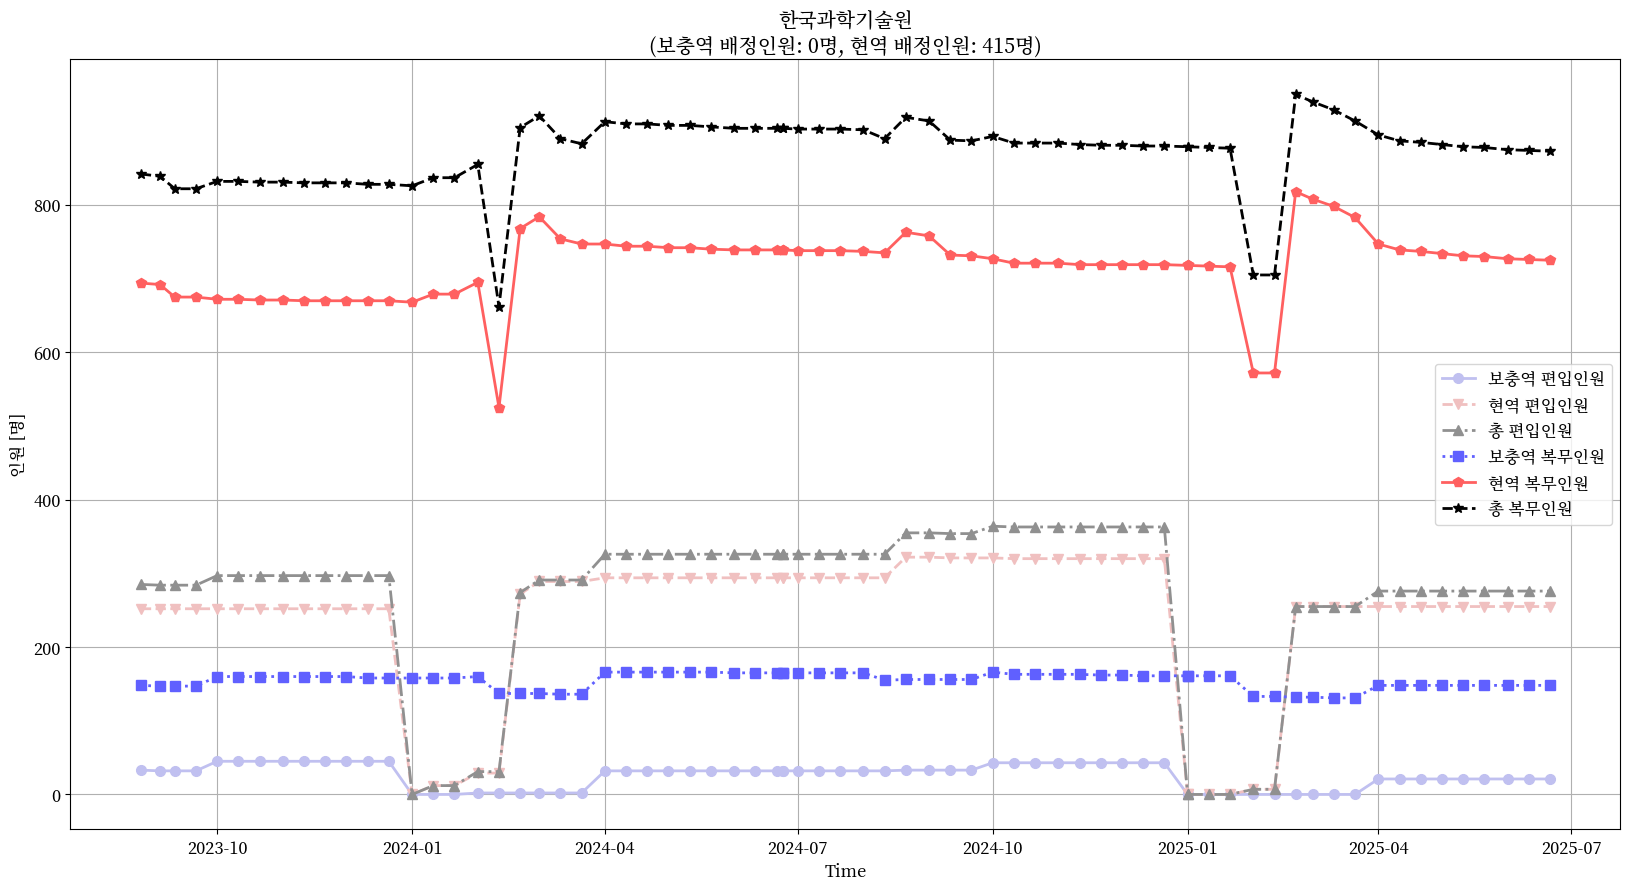 한국과학기술원
(보충역 배정인원: 0명, 현역 배정인원: 415명)
인원 [명]
800
600
400
200
0
보충역 편입인원
현역 편입인원
총 편입인원
보충역 복무인원
현역 복무인원
총 복무인원
2023-10
2024-01
2024-04
2024-07
2024-10
2025-01
2025-04
2025-07
Time